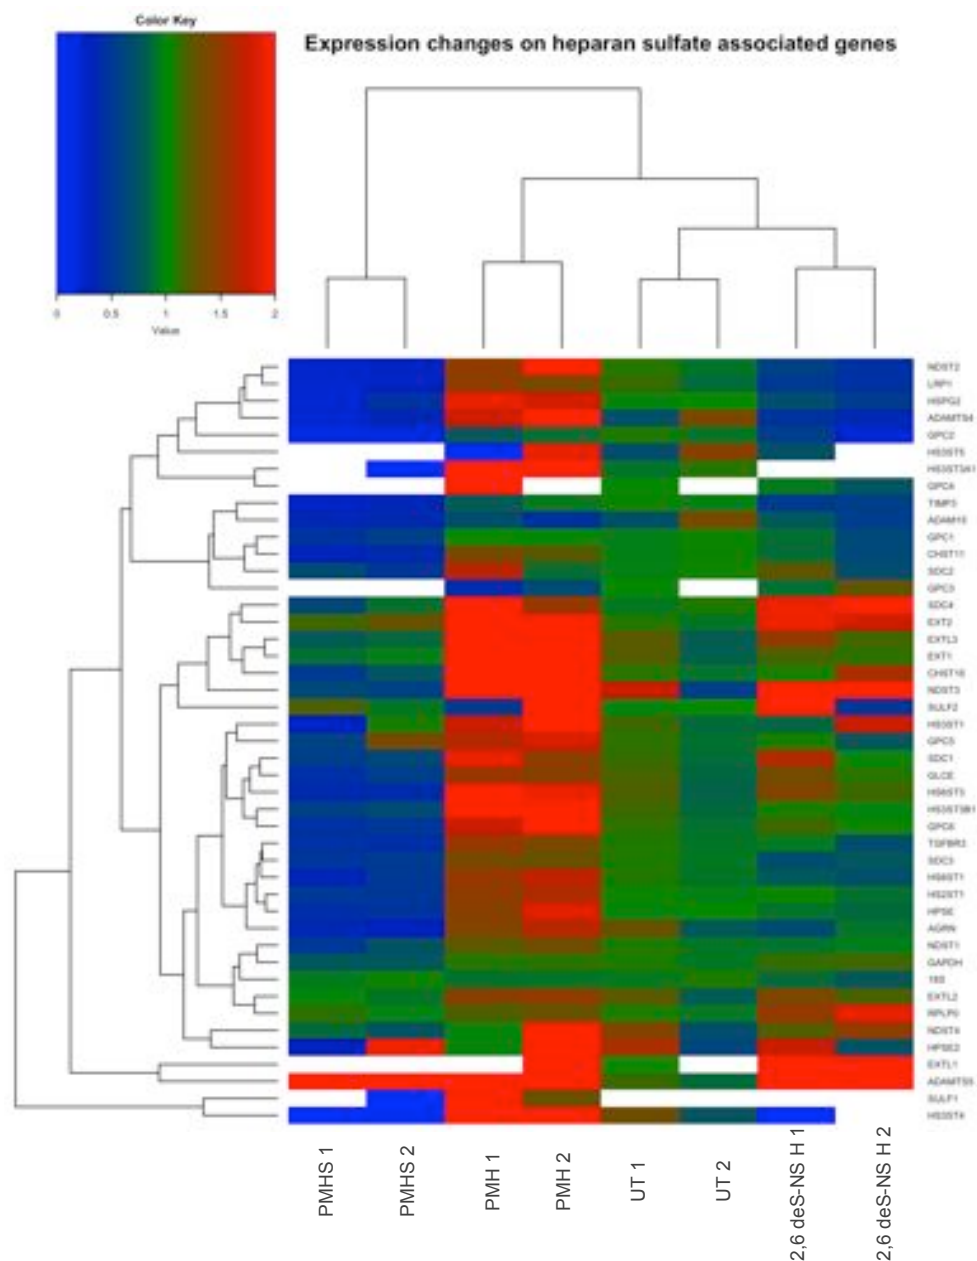 Color Key
Expression changes on heparan sulfate associated genes
0 0.5 1 1.5 2
Value
NDST2
LRP1
HSPG2
ADAMTS4
GPC2
HS3ST5
HS3ST3A1
GPC4
TIMP3
ADAM10
GPC1
CHST11
SDC2
GPC3
SDC4
EXT2
EXTL3
EXT1
CHST10
NDST3
SULF2
HS3ST1
GPC5
SDC1
GLCE
HS6ST3
HS3ST3B1
GPC6
TGFBR3
SDC3
HS6ST1
HS2ST1
HPSE
AGRN
NDST1
GAPDH
18S
EXTL2
RPLP0
NDST4
HPSE2
EXTL1
ADAMTS5
SULF1
HS3ST4
PMHS 1
PMHS 2
PMH 1
PMH 2
UT 1
UT 2
2,6 deS-NS H 1
2,6 deS-NS H 2